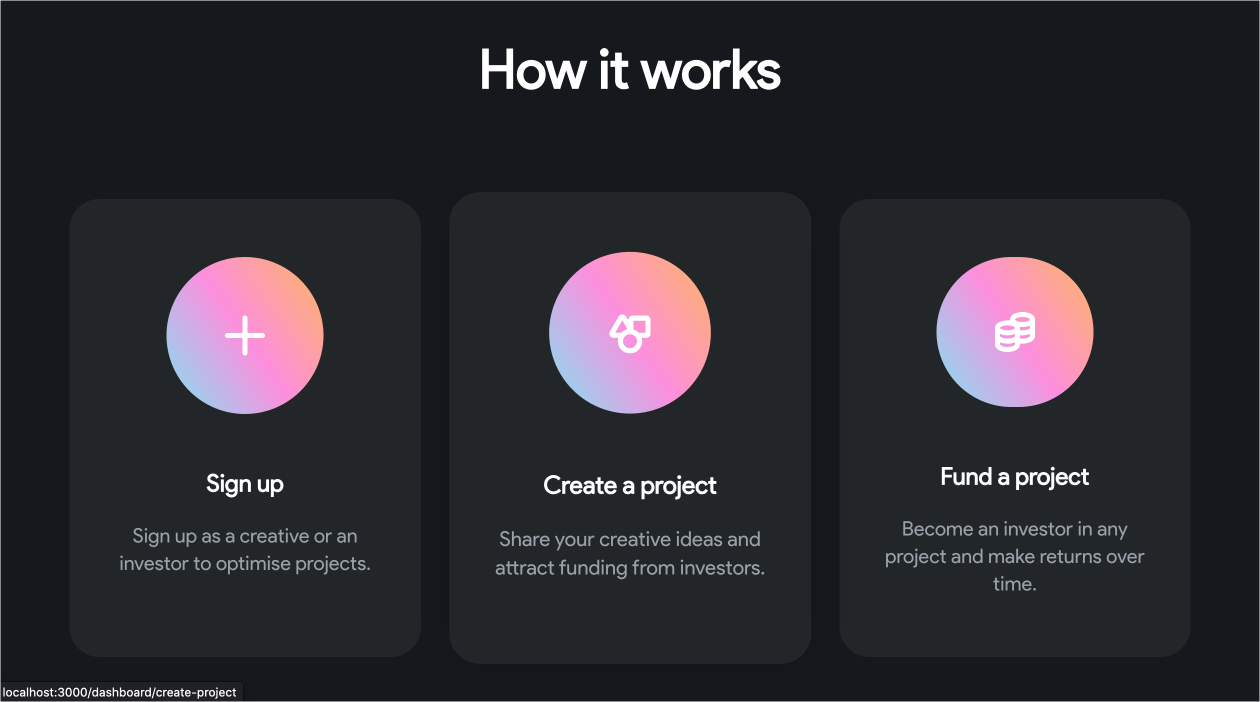 How it works
Sign up
Sign up as a creative or an
investor to optimise projects.
Create a project
Share your creative ideas and
attract funding from investors.
Fund a project
Become an investor in any
project and make returns over
time.
localhost:3000/dashboard/create-project